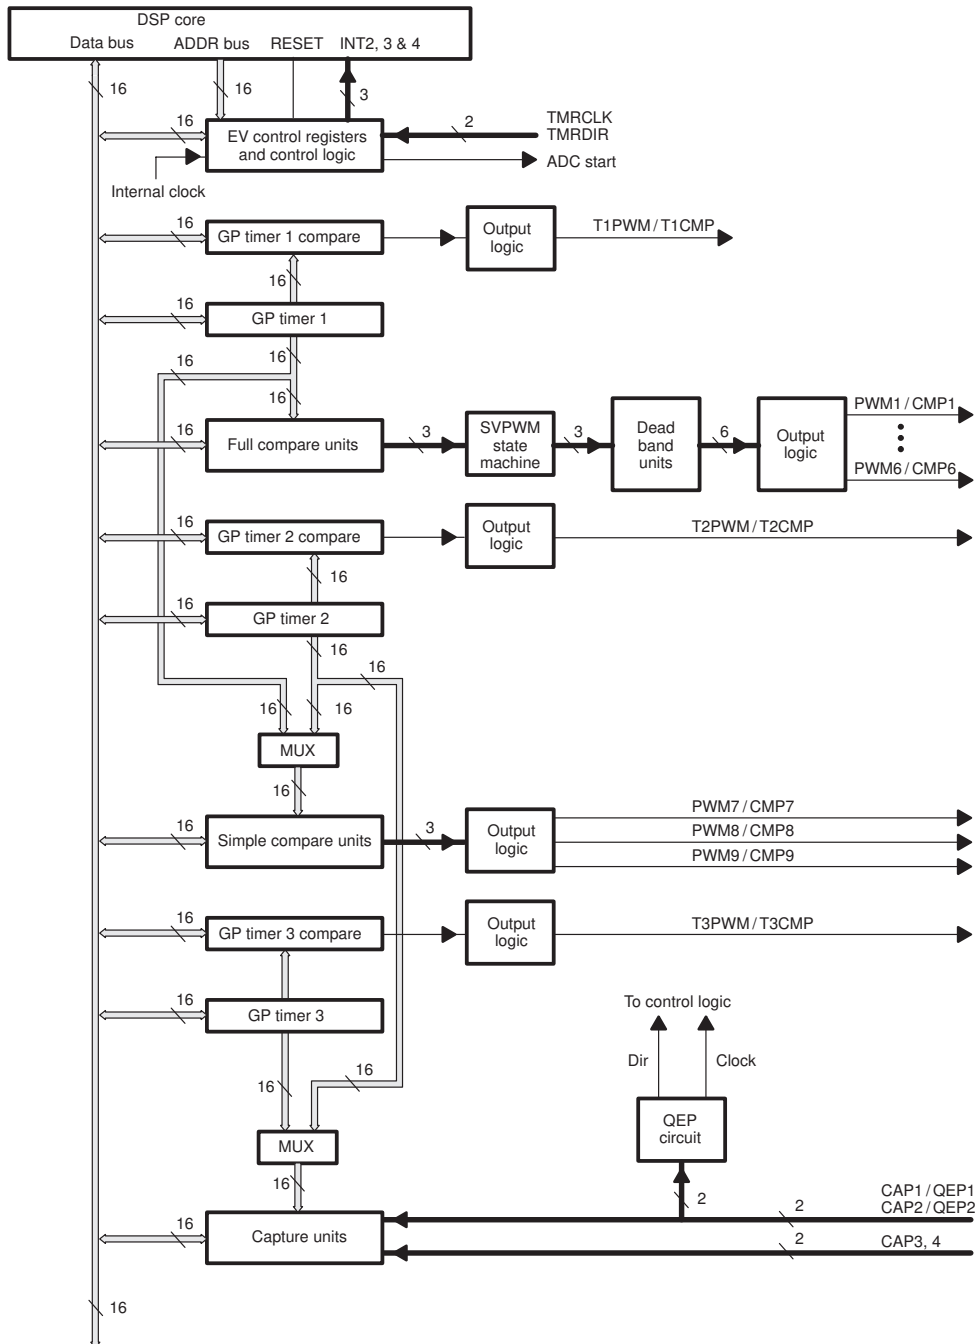 DSP core
Data bus ADDR bus RESET INT2, 3 & 4
16 16 3
16 EV control registers and control logic 2 TMRCLK
TMRDIR
ADC start
Internal clock
16 GP timer 1 compare Output logic T1PWM / T1CMP
16
16 GP timer 1
16
16
16
16 Full compare units 3 SVPWM state machine 3 Dead band units 6 Output logic PWM1 / CMP1
PWM6 / CMP6
16 GP timer 2 compare Output logic T2PWM / T2CMP
16
16 GP timer 2
16
16
16 16
MUX
16
16 Simple compare units 3 Output logic PWM7 / CMP7
PWM8 / CMP8
PWM9 / CMP9
16 GP timer 3 compare Output logic T3PWM / T3CMP
16 GP timer 3
To control logic
Dir Clock
16 16
QEP circuit
MUX
16
2
2 CAP1 / QEP1
CAP2 / QEP2
16 Capture units
2 CAP3, 4
16